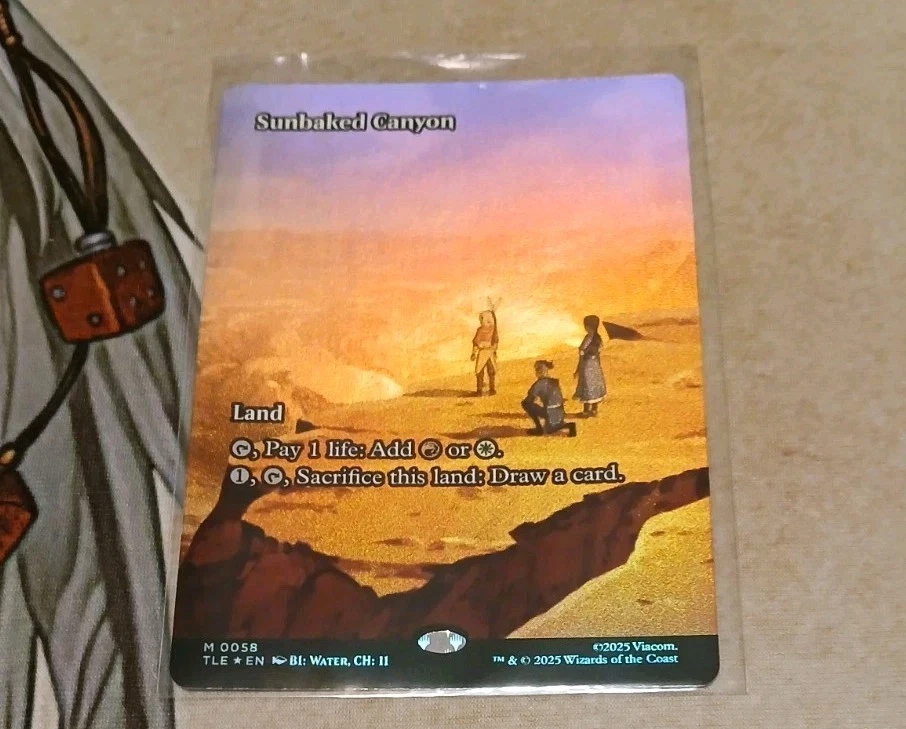 Sunbaked Canyon
Land
, Pay 1 life: Add or .
1, , Sacrifice this land: Draw a card.
M 0058
TLE ★ EN B1: Water, CH: 11
©2025 Viacom.
™ & © 2025 Wizards of the Coast